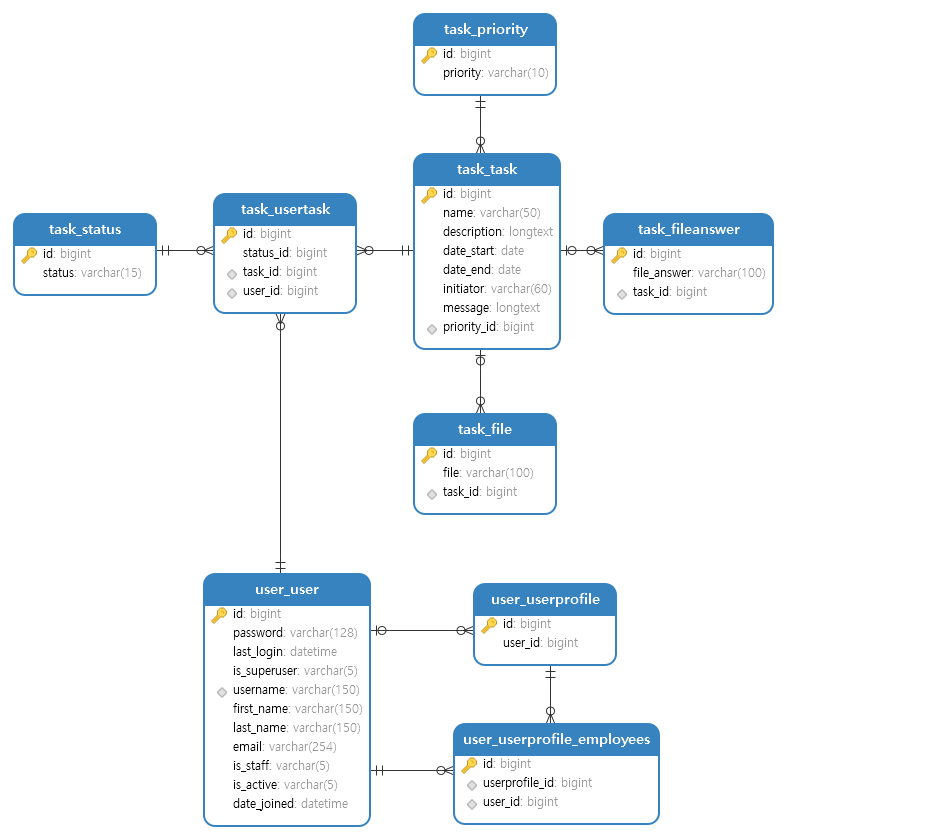 task_priority
id: bigint
priority: varchar(10)
task_task
id: bigint
name: varchar(50)
description: longtext
date_start: date
date_end: date
initiator: varchar(60)
message: longtext
priority_id: bigint
task_usertask
id: bigint
status_id: bigint
task_id: bigint
user_id: bigint
task_status
id: bigint
status: varchar(15)
task_fileanswer
id: bigint
file_answer: varchar(100)
task_id: bigint
task_file
id: bigint
file: varchar(100)
task_id: bigint
user_user
id: bigint
password: varchar(128)
last_login: datetime
is_superuser: varchar(5)
username: varchar(150)
first_name: varchar(150)
last_name: varchar(150)
email: varchar(254)
is_staff: varchar(5)
is_active: varchar(5)
date_joined: datetime
user_userprofile
id: bigint
user_id: bigint
user_userprofile_employees
id: bigint
userprofile_id: bigint
user_id: bigint